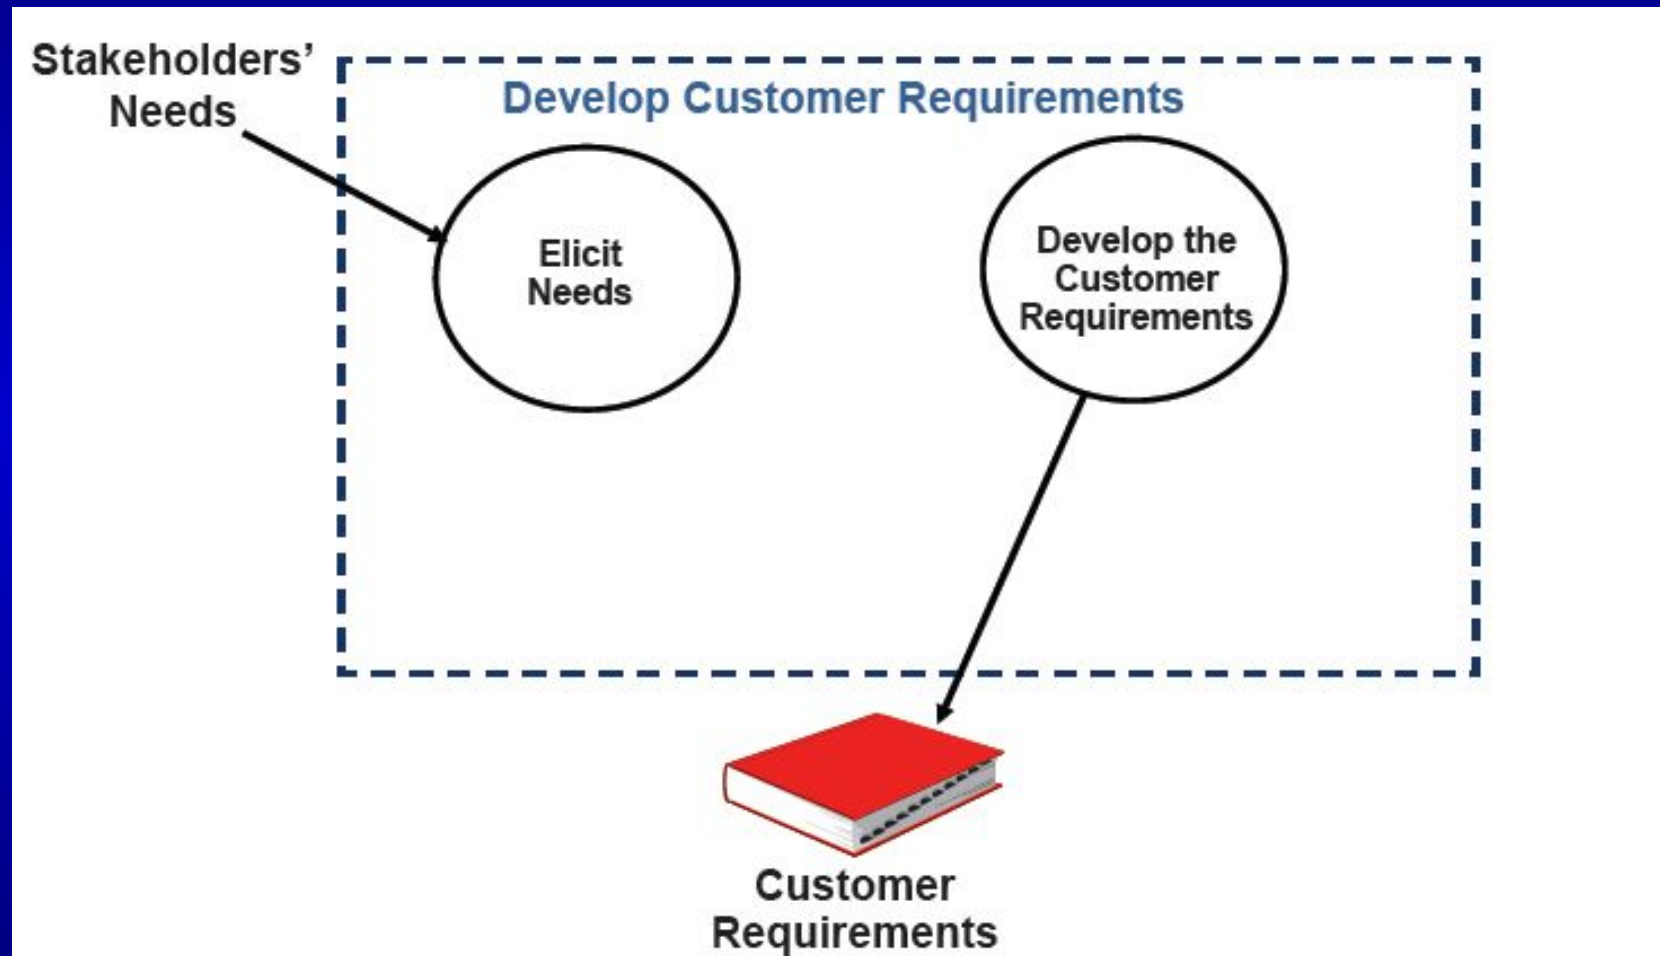 Stakeholders’
Needs
Develop Customer Requirements
Elicit
Needs
Develop the
Customer
Requirements
Customer
Requirements